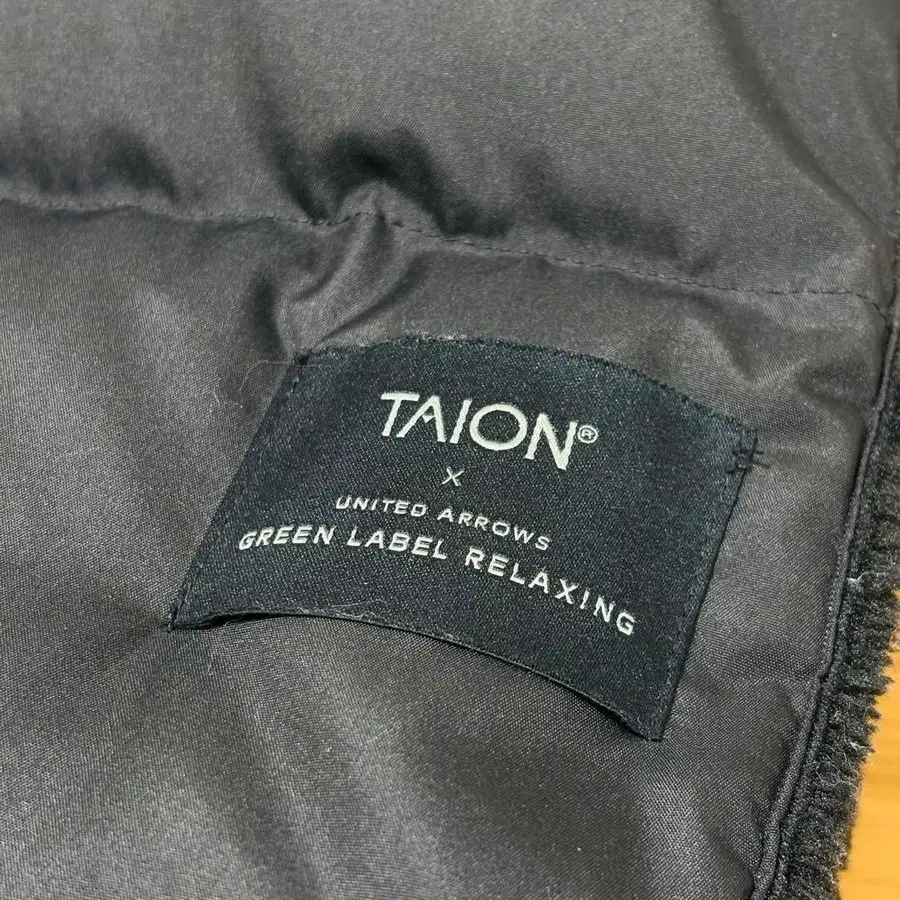 TAION®
X
UNITED ARROWS
GREEN LABEL RELAXING